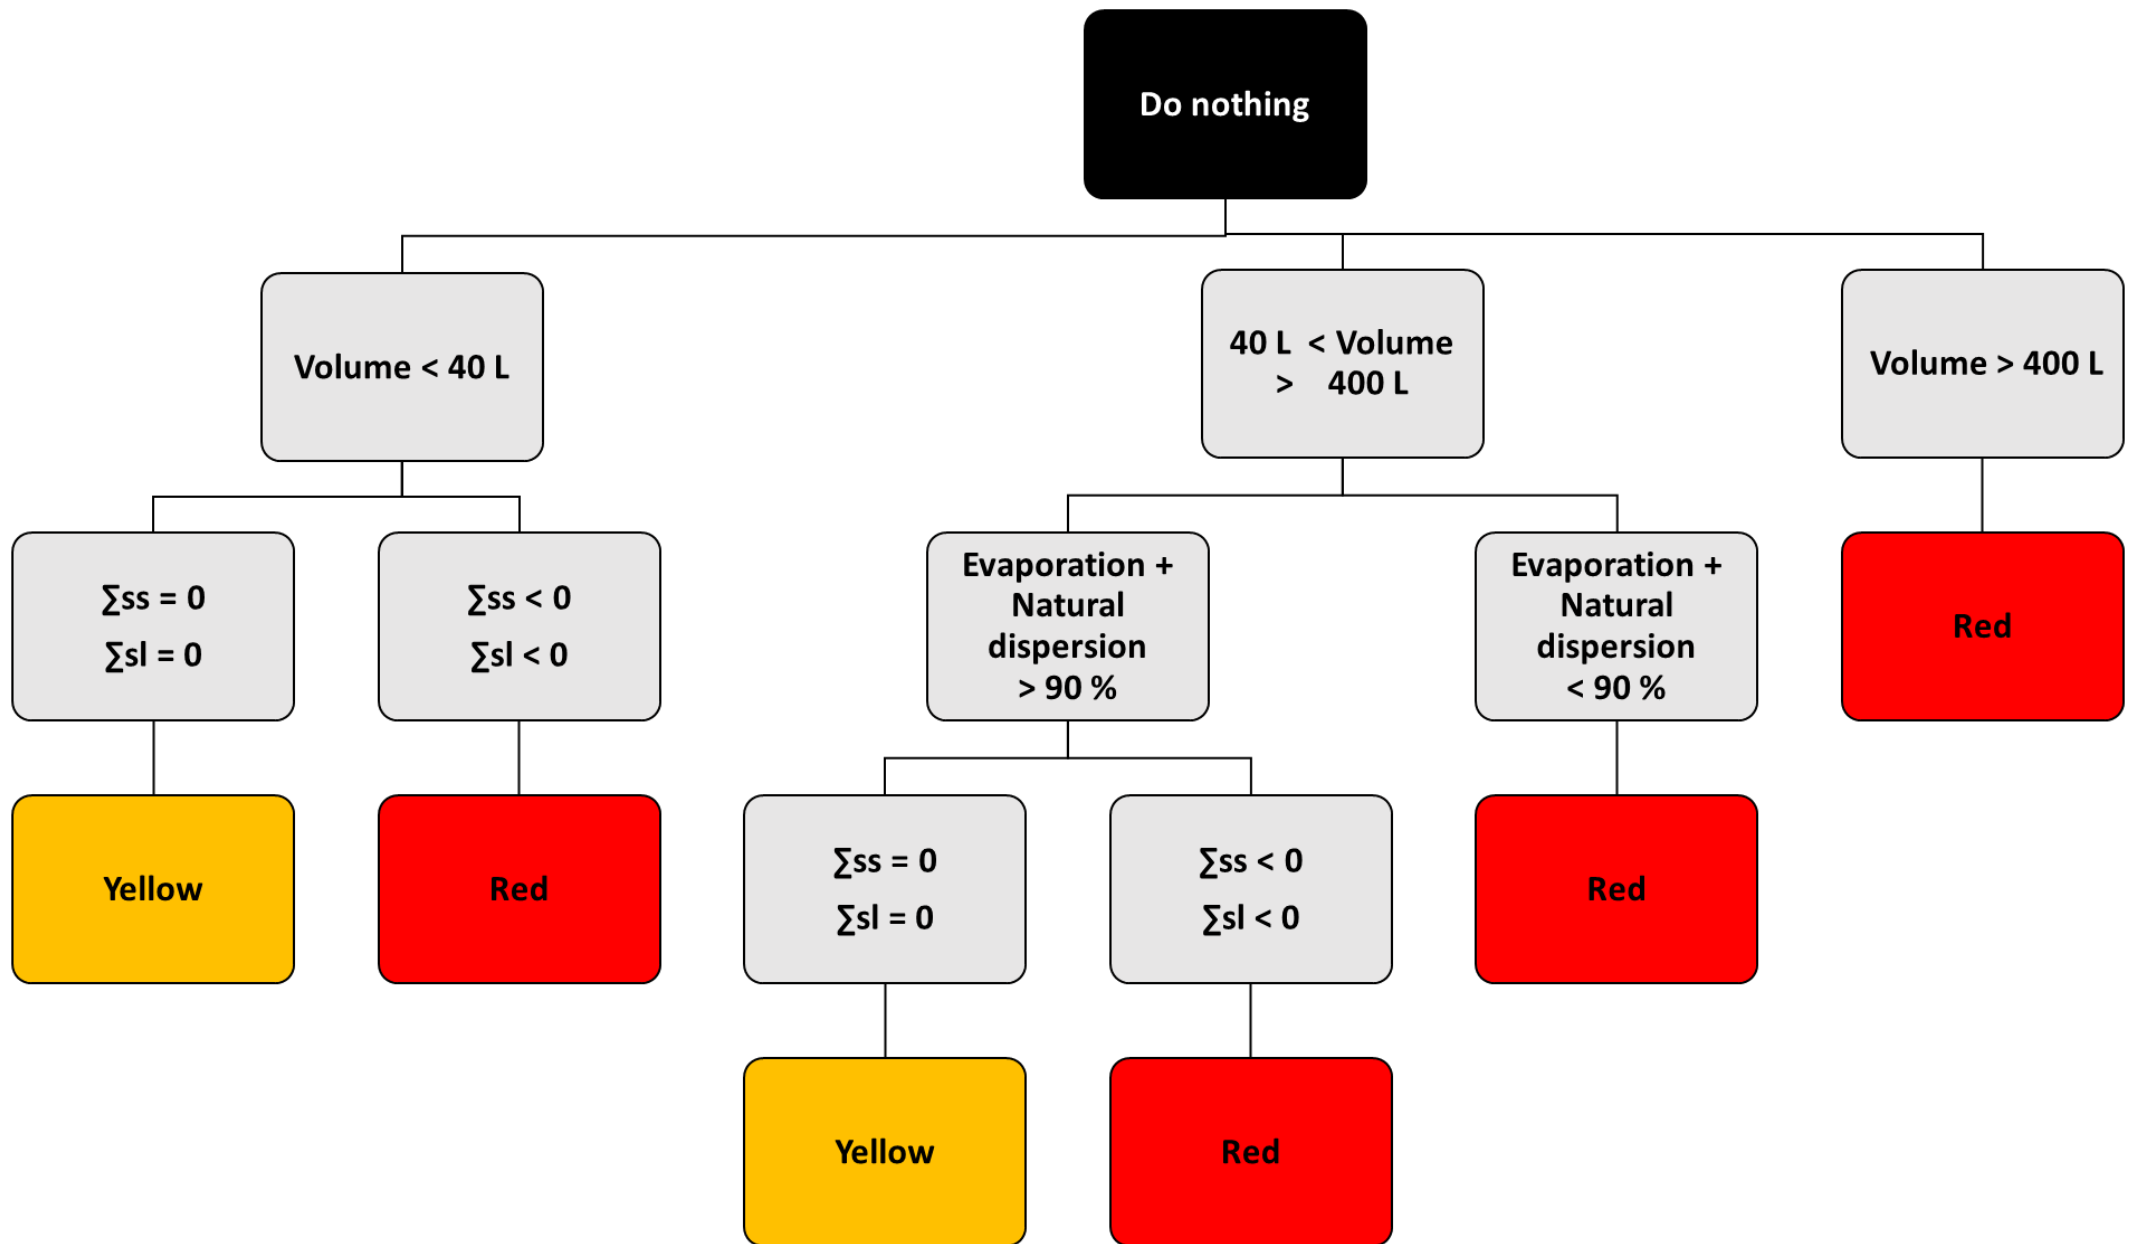 Do nothing
Volume < 40 L
40 L < Volume
> 400 L
Volume > 400 L
∑ss = 0
∑sl = 0
∑ss < 0
∑sl < 0
Evaporation +
Natural
dispersion
> 90 %
Evaporation +
Natural
dispersion
< 90 %
Red
Yellow
Red
∑ss = 0
∑sl = 0
∑ss < 0
∑sl < 0
Red
Yellow
Red